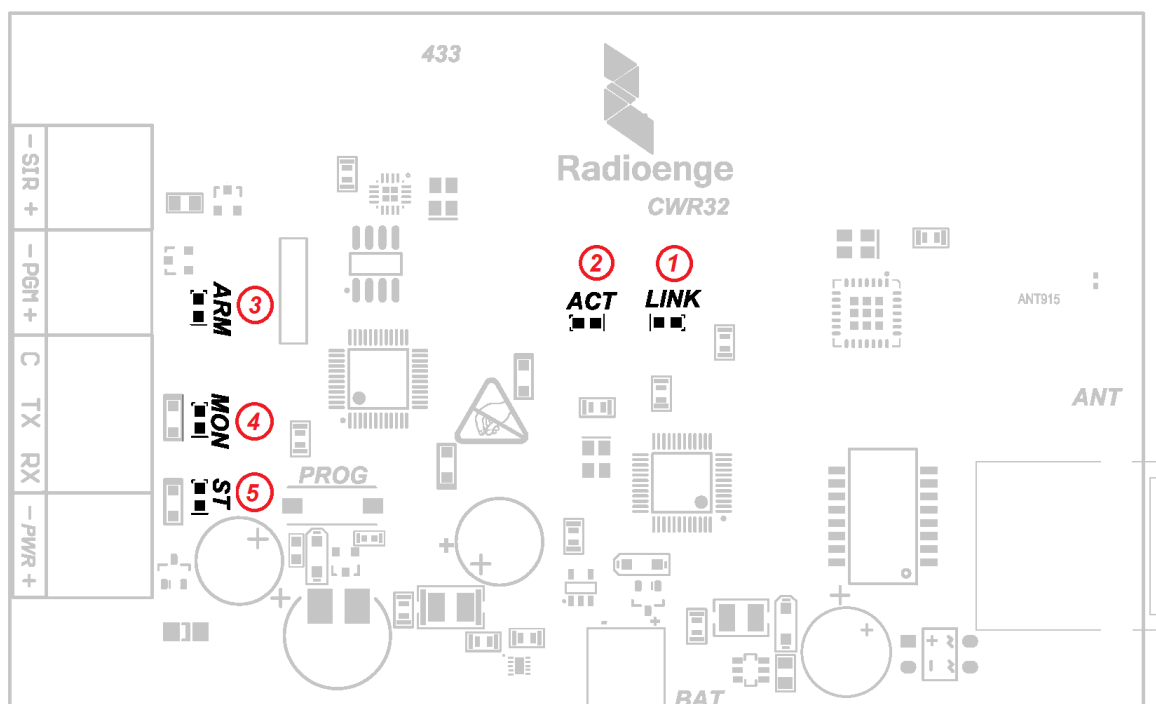 433
Radioenge
CWR32
- SIR +
- PGM +
C TX RX
- PWR +
2
1
ACT
LINK
ARM
3
MON
4
ST
5
PROG
ANT915
ANT
+
+
+
+
+
+
+
+
-
BAT